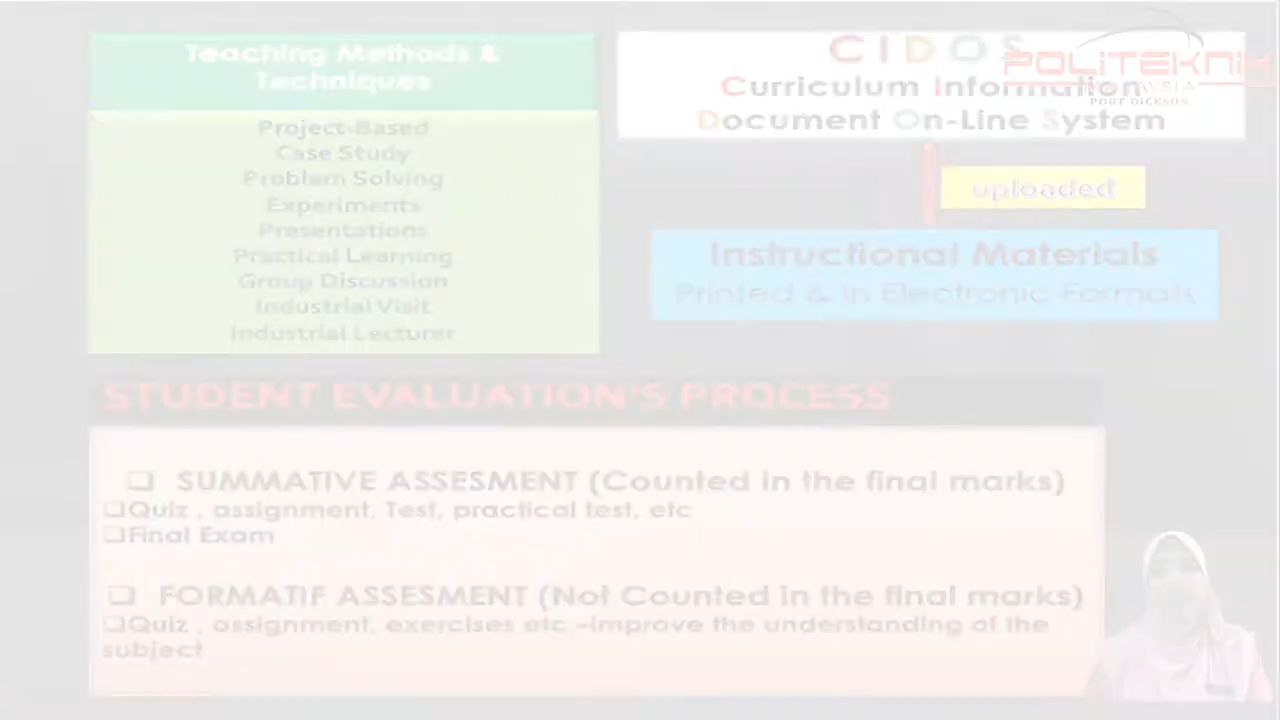 Teaching Methods &
Techniques
Project-Based
Case Study
Problem Solving
Experiments
Presentations
Practical Learning
Group Discussion
Industrial Visit
Industrial Lecturer
CIDOS
Curriculum Information
Document On-Line System
POLITEKNIK
MALAYSIA
PORT DICKSON
uploaded
Instructional Materials
Printed & in Electronic Formats
STUDENT EVALUATION'S PROCESS
❑ SUMMATIVE ASSESMENT (Counted in the final marks)
❑Quiz , assignment, Test, practical test, etc
❑Final Exam
❑ FORMATIF ASSESMENT (Not Counted in the final marks)
❑Quiz , assignment, exercises etc –improve the understanding of the
subject